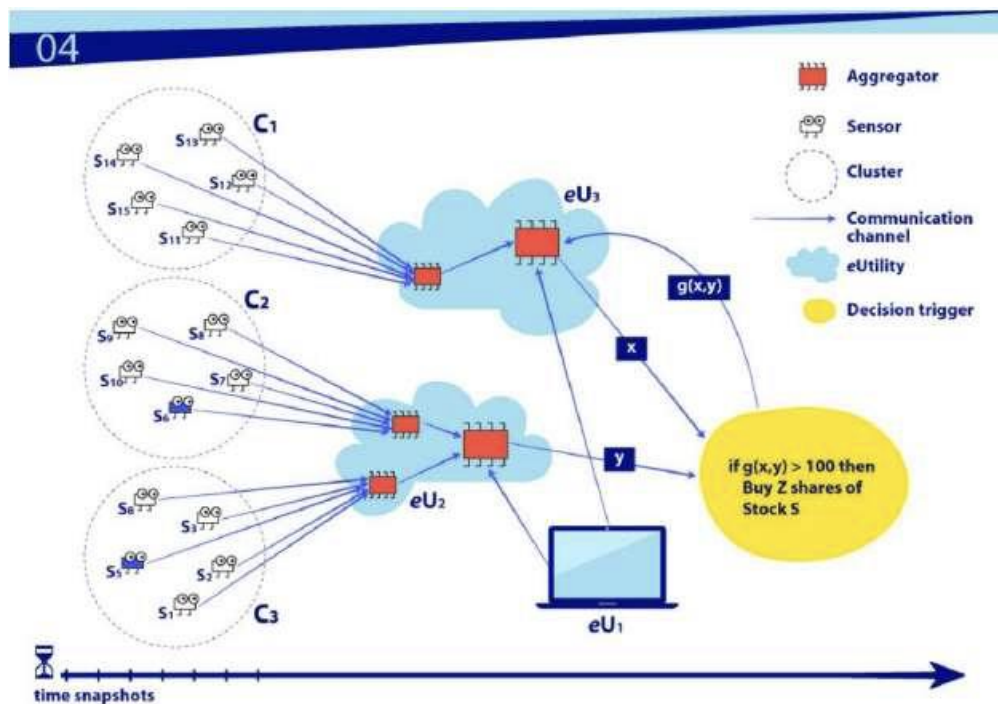 04
C1
S13
S14
S12
S15
S11
eU3
Aggregator
Sensor
Cluster
Communication
channel
eUtility
Decision trigger
g(x,y)
x
C2
S9
S8
S10
S7
S6
eU2
y
if g(x,y) > 100 then
Buy Z shares of
Stock 5
S8
S3
S5
S2
S1
C3
eU1
time snapshots